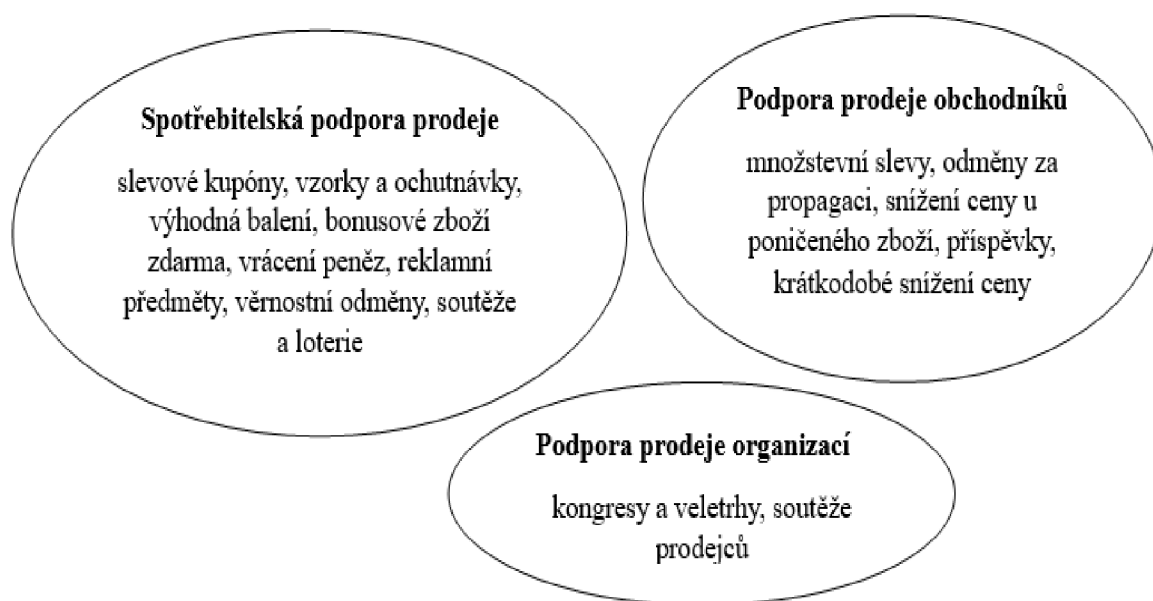 Spotřebitelská podpora prodeje
slevové kupóny, vzorky a ochutnávky,
výhodná balení, bonusové zboží
zdarma, vrácení peněz, reklamní
předměty, věrnostní odměny, soutěže
a loterie
Podpora prodeje obchodníků
množstevní slevy, odměny za
propagaci, snížení ceny u
poničeného zboží, příspěvky,
krátkodobé snížení ceny
Podpora prodeje organizací
kongresy a veletrhy, soutěže
prodejců